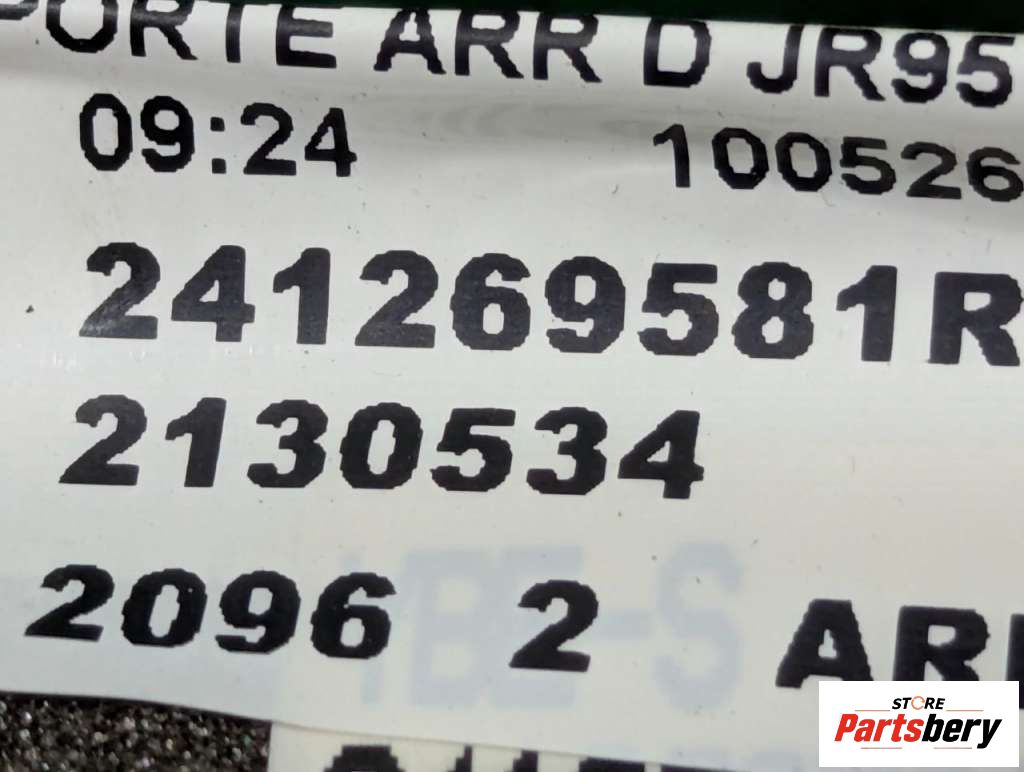 PORTE ARR D JR95
09:24 100526
241269581R
2130534
2096 2 AR
STORE
Partsbery